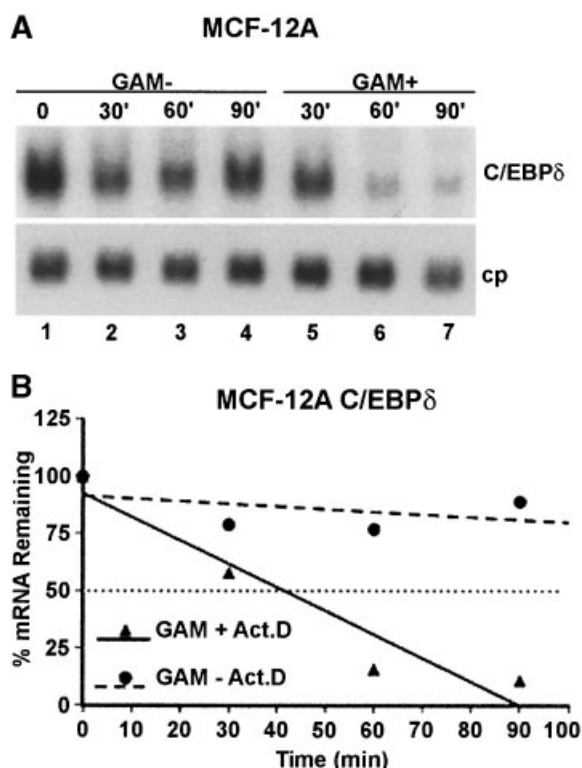 A
MCF-12A
GAM- GAM+
0 30' 60' 90' 30' 60' 90'
C/EBPδ
cp
1 2 3 4 5 6 7
B
MCF-12A C/EBPδ
125
100
75
50
25
0
% mRNA Remaining
GAM + Act.D
GAM - Act.D
0 10 20 30 40 50 60 70 80 90 100
Time (min)